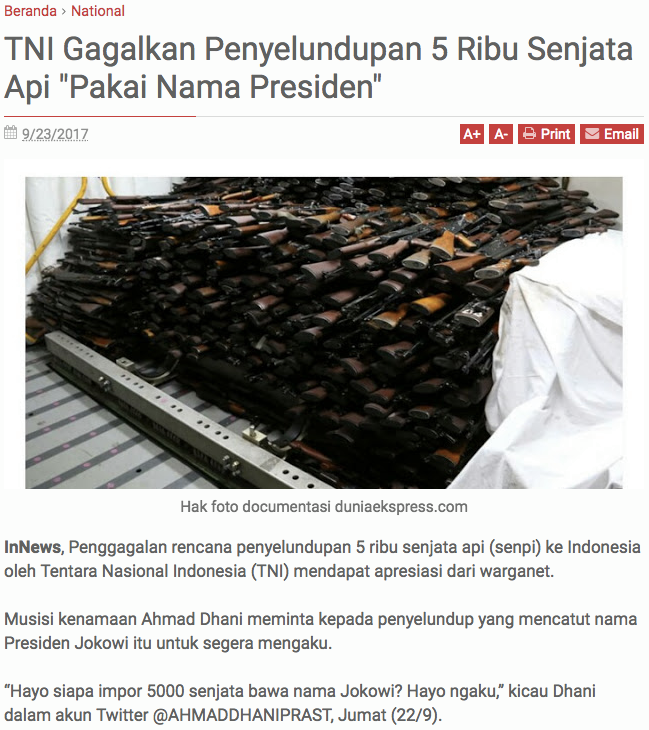 Beranda › National
TNI Gagalkan Penyelundupan 5 Ribu Senjata
Api "Pakai Nama Presiden"
9/23/2017
A+ A- Print Email
Hak foto documentasi duniaekspress.com
InNews, Penggagalan rencana penyelundupan 5 ribu senjata api (senpi) ke Indonesia
oleh Tentara Nasional Indonesia (TNI) mendapat apresiasi dari warganet.
Musisi kenamaan Ahmad Dhani meminta kepada penyelundup yang mencatut nama
Presiden Jokowi itu untuk segera mengaku.
“Hayo siapa impor 5000 senjata bawa nama Jokowi? Hayo ngaku,” kicau Dhani
dalam akun Twitter @AHMADDHANIPRAST, Jumat (22/9).